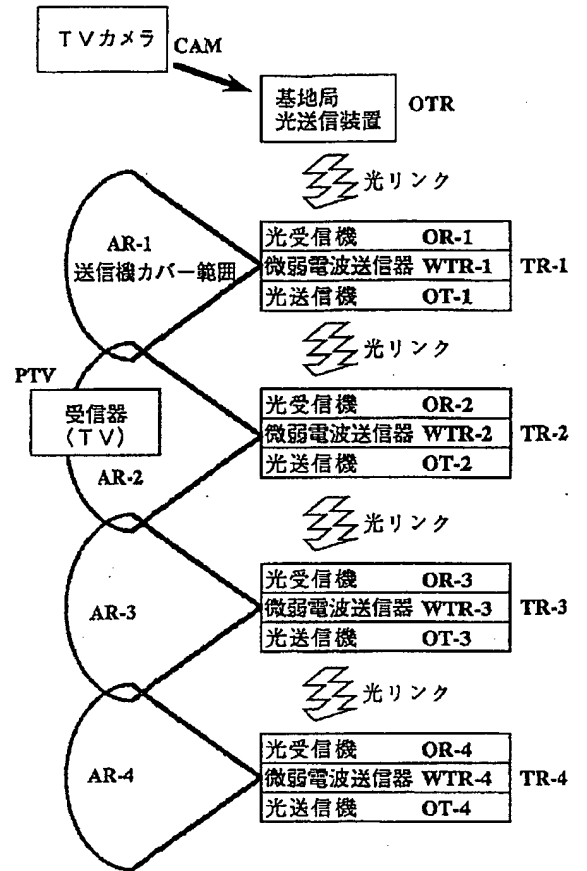 TVカメラ
CAM
基地局
光送信装置
OTR
光リンク
AR-1
送信機カバー範囲
光受信機 OR-1
微弱電波送信器 WTR-1
光送信機 OT-1
TR-1
光リンク
PTV
受信器
(TV)
AR-2
光受信機 OR-2
微弱電波送信器 WTR-2
光送信機 OT-2
TR-2
光リンク
AR-3
光受信機 OR-3
微弱電波送信器 WTR-3
光送信機 OT-3
TR-3
光リンク
AR-4
光受信機 OR-4
微弱電波送信器 WTR-4
光送信機 OT-4
TR-4